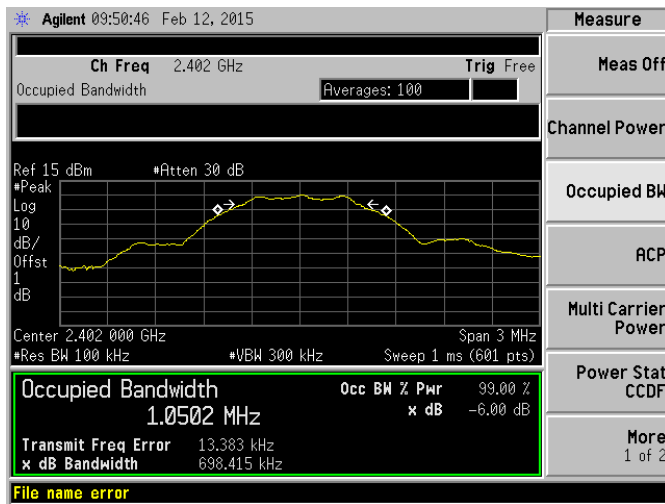 Agilent 09:50:46 Feb 12, 2015
Measure
Ch Freq 2.402 GHz Trig Free
Occupied Bandwidth Averages: 100
Meas Off
Channel Power
Occupied BW
ACP
Multi Carrier
Power
Power Stat
CCDF
More
1 of 2
Ref 15 dBm #Atten 30 dB
#Peak
Log
10
dB/
Offst
1
dB
Center 2.402 000 GHz Span 3 MHz
#Res BW 100 kHz #VBW 300 kHz Sweep 1 ms (601 pts)
Occupied Bandwidth Occ BW % Pwr 99.00 %
1.0502 MHz x dB -6.00 dB
Transmit Freq Error 13.383 kHz
x dB Bandwidth 698.415 kHz
File name error